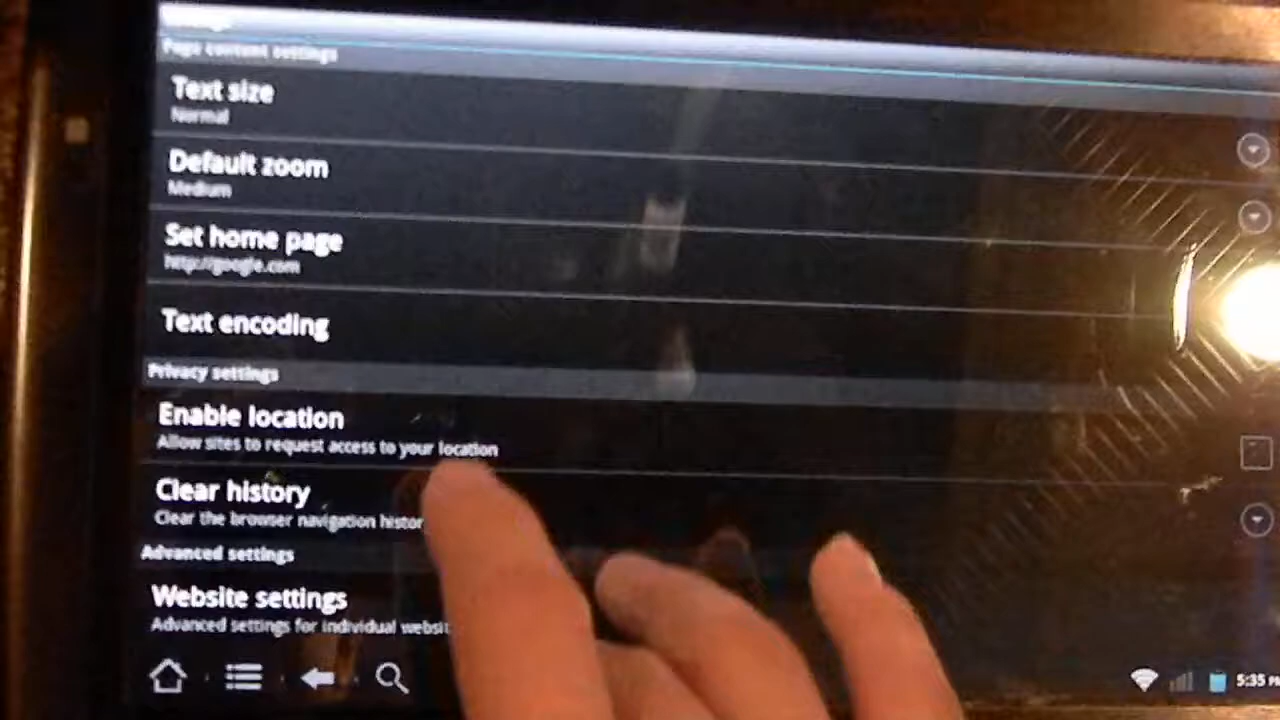 Page content settings
Text size
Normal
Default zoom
Medium
Set home page
http://google.com
Text encoding
Privacy settings
Enable location
Allow sites to request access to your location
Clear history
Clear the browser navigation
Advanced settings
Website settings
Advanced settings for individual
5:35